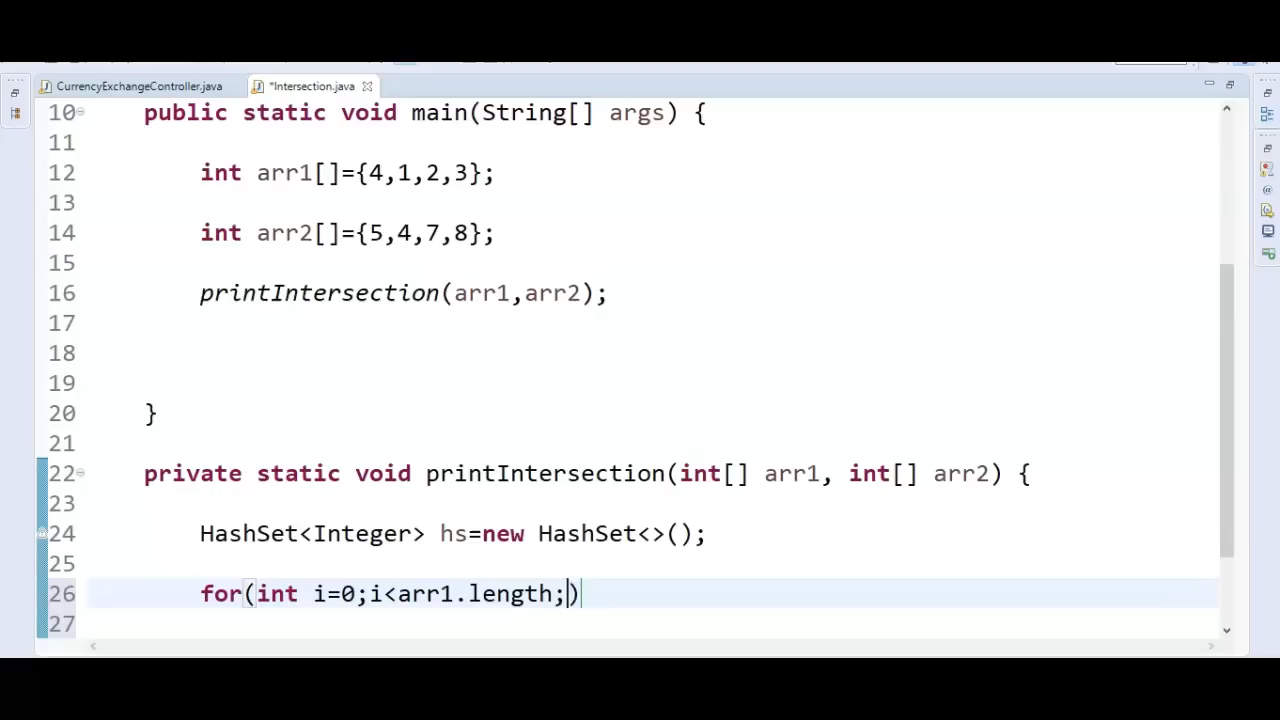 CurrencyExchangeController.java
*Intersection.java
10 public static void main(String[] args) {
11
12 int arr1[]={4,1,2,3};
13
14 int arr2[]={5,4,7,8};
15
16 printIntersection(arr1,arr2);
17
18
19
20 }
21
22 private static void printIntersection(int[] arr1, int[] arr2) {
23
24 HashSet<Integer> hs=new HashSet<>();
25
26 for(int i=0;i<arr1.length;)
27